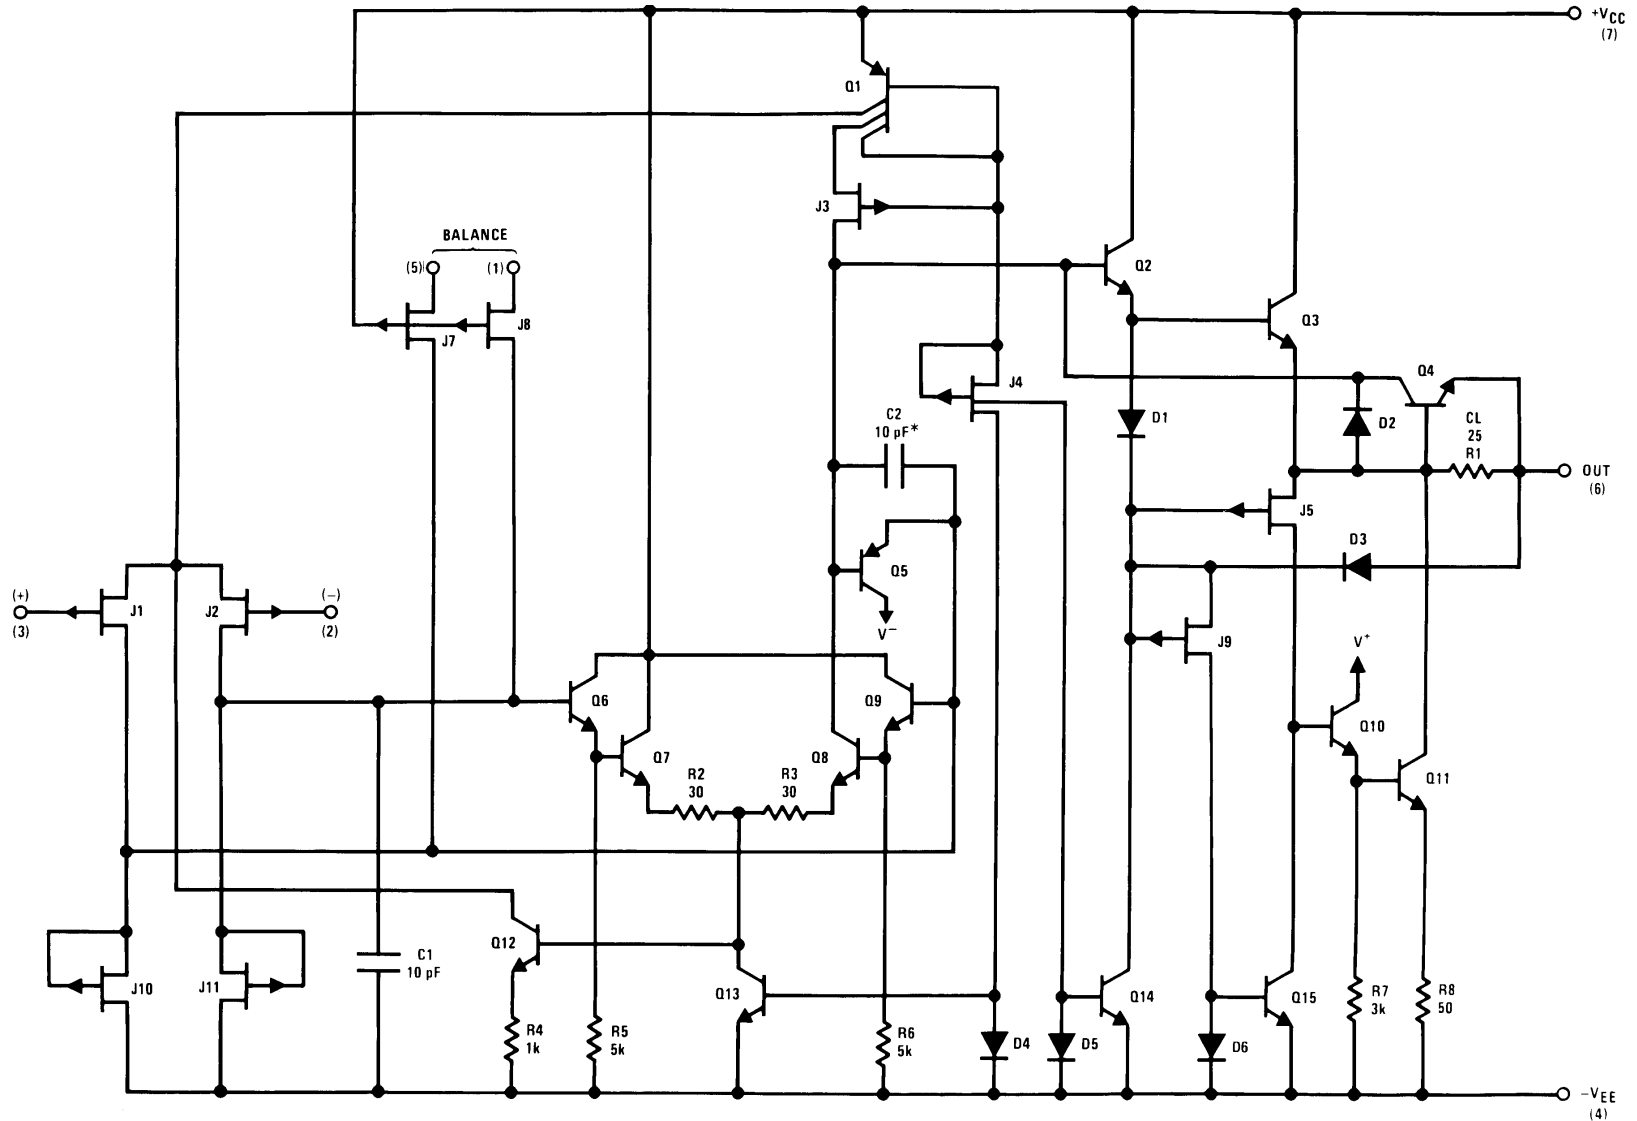 +VCC
(7)
Q1
J3
BALANCE
(5)
(1)
J7
J8
Q2
Q3
J4
Q4
C2
10 pF*
D1
D2
CL
25
R1
OUT
(6)
J5
D3
Q5
V−
(+)
(3)
J1
J2
(−)
(2)
J9
V+
Q6
Q9
Q10
Q7
Q8
R2
30
R3
30
Q11
Q12
C1
10 pF
J10
J11
Q13
Q14
Q15
R7
3k
R8
50
R4
1k
R5
5k
R6
5k
D4
D5
D6
−VEE
(4)